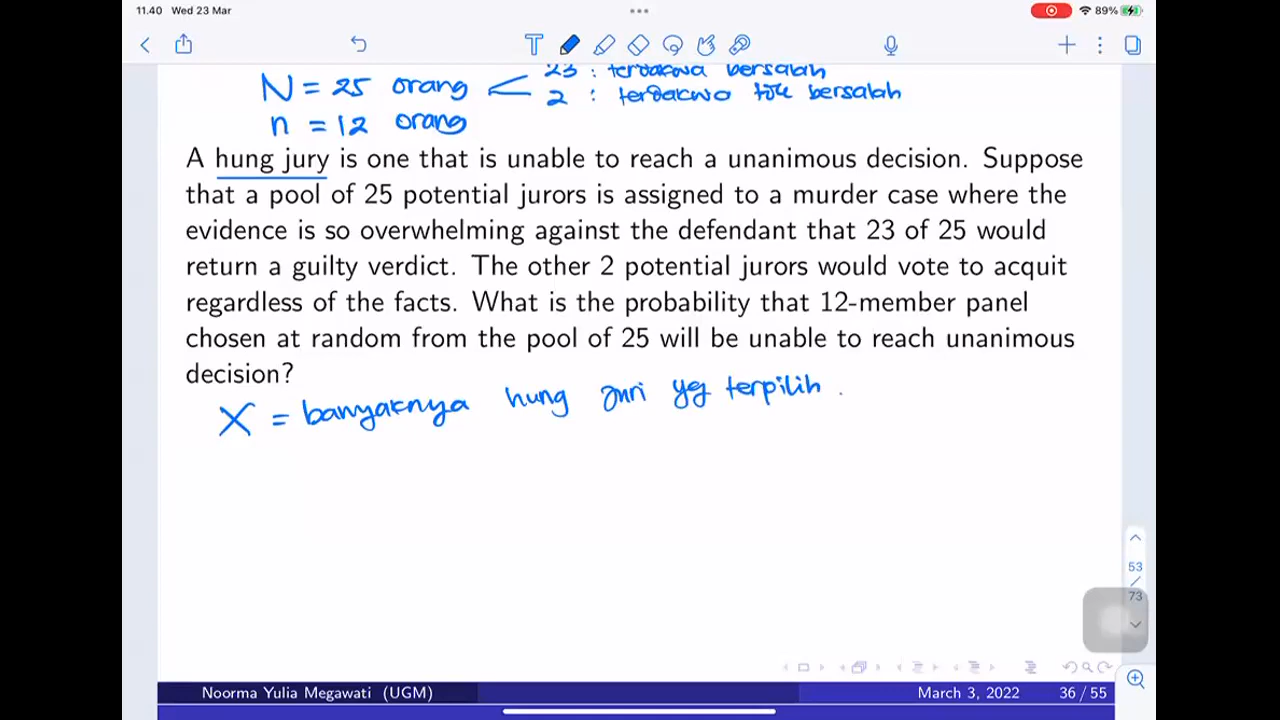 11.40 Wed 23 Mar
89%
23 : terdakwa bersalah
N = 25 orang
2 : terdakwa tdk bersalah
n = 12 orang
A hung jury is one that is unable to reach a unanimous decision. Suppose
that a pool of 25 potential jurors is assigned to a murder case where the
evidence is so overwhelming against the defendant that 23 of 25 would
return a guilty verdict. The other 2 potential jurors would vote to acquit
regardless of the facts. What is the probability that 12-member panel
chosen at random from the pool of 25 will be unable to reach unanimous
decision?
X = banyaknya hung juri yg terpilih .
53
/
73
Noorma Yulia Megawati (UGM)
March 3, 2022
36 / 55